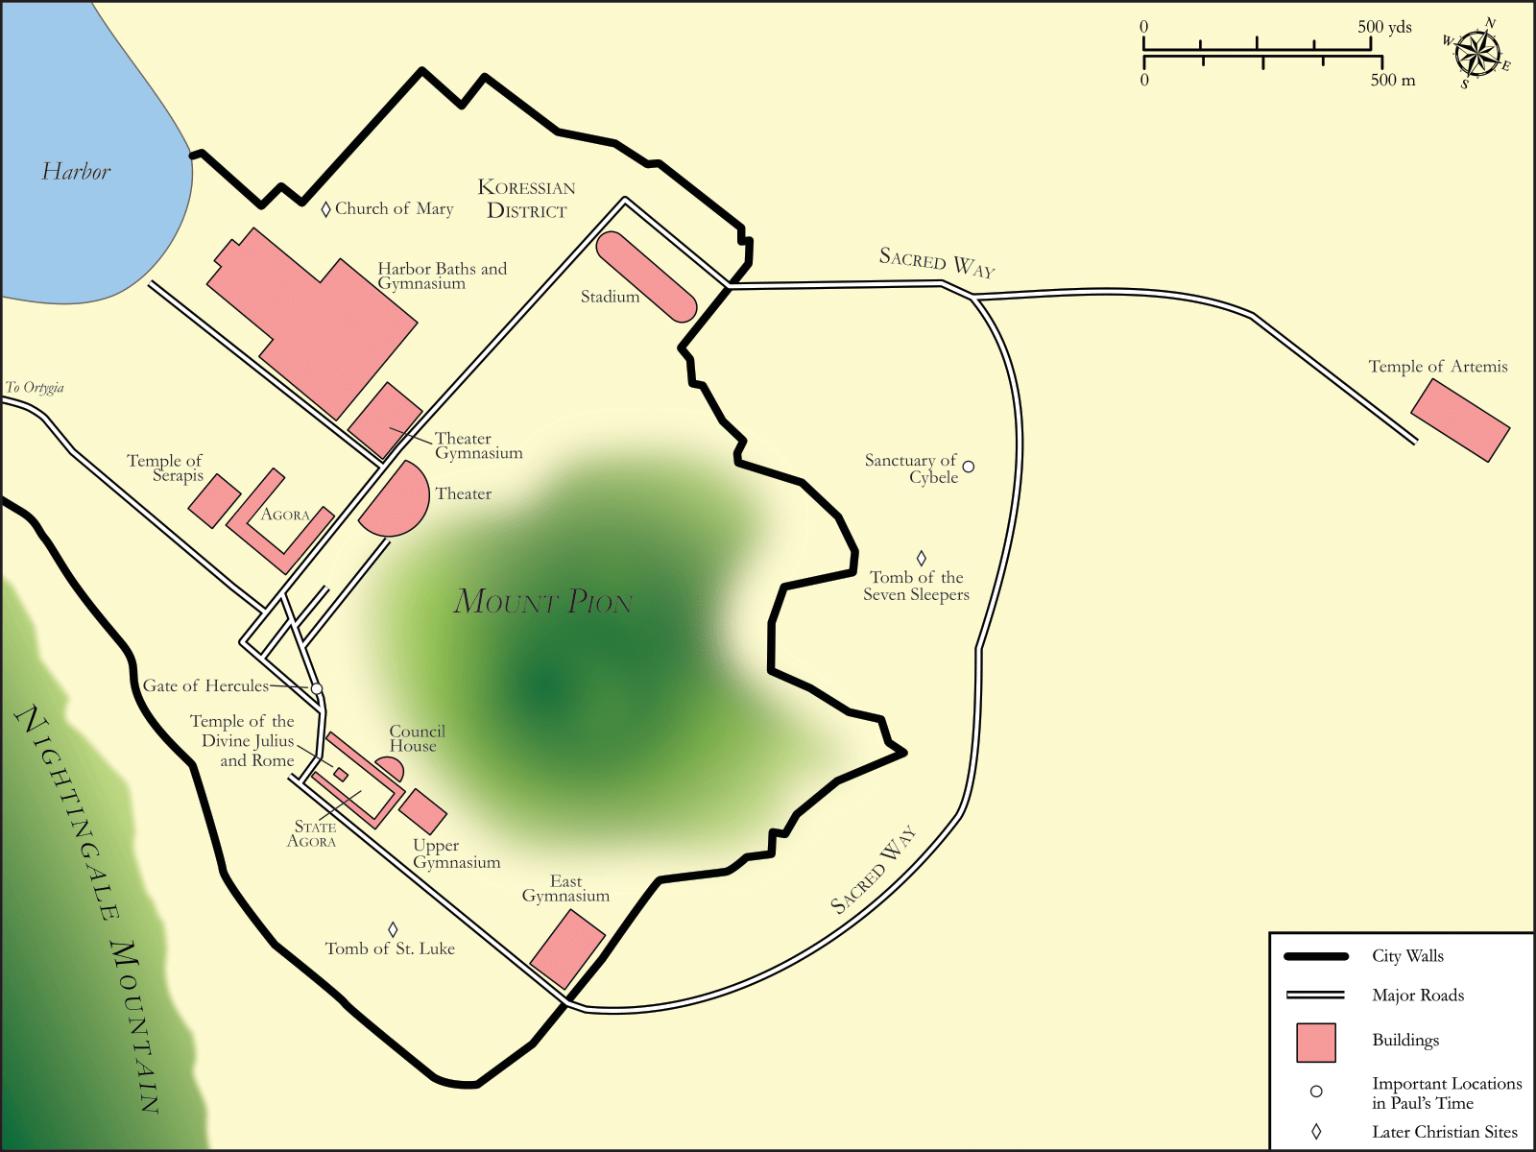 0 500 yds
0 500 m
N
W
E
S
Harbor
Koressian
District
Church of Mary
Harbor Baths and
Gymnasium
Stadium
Sacred Way
Temple of Artemis
To Ortygia
Theater
Gymnasium
Temple of
Serapis
Theater
Agora
Sanctuary of
Cybele
Tomb of the
Seven Sleepers
Mount Pion
Gate of Hercules
Temple of the
Divine Julius
and Rome
Council
House
State
Agora
Upper
Gymnasium
East
Gymnasium
Sacred Way
Tomb of St. Luke
Nightingale Mountain
City Walls
Major Roads
Buildings
Important Locations
in Paul's Time
Later Christian Sites